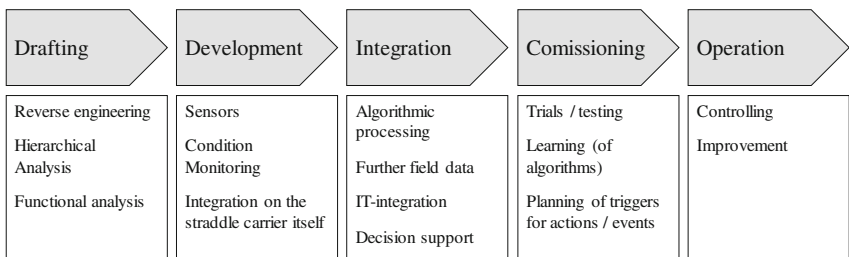 Drafting
Development
Integration
Comissioning
Operation
Reverse engineering
Hierarchical
Analysis
Functional analysis
Sensors
Condition
Monitoring
Integration on the
straddle carrier itself
Algorithmic
processing
Further field data
IT-integration
Decision support
Trials / testing
Learning (of
algorithms)
Planning of triggers
for actions / events
Controlling
Improvement